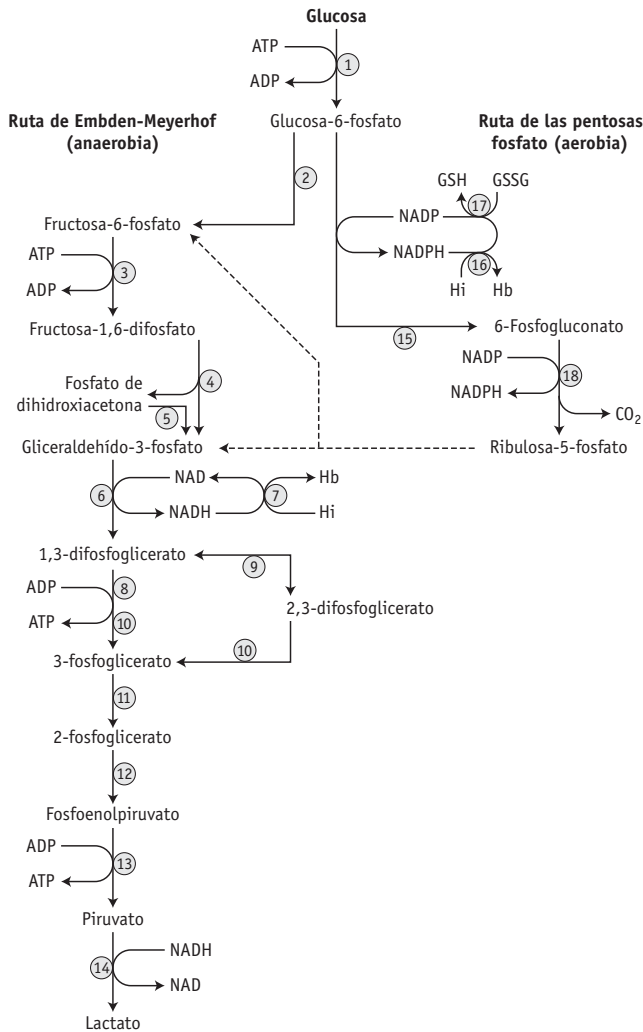 Glucosa
ATP
1
ADP
Glucosa-6-fosfato
Ruta de Embden-Meyerhof
(anaerobia)
Ruta de las pentosas
fosfato (aerobia)
2
GSH
17
GSSG
Fructosa-6-fosfato
NADP
NADPH
16
Hi
Hb
ATP
3
ADP
Fructosa-1,6-difosfato
15
6-Fosfogluconato
NADP
18
NADPH
CO2
Ribulosa-5-fosfato
4
Fosfato de
dihidroxiacetona
5
Gliceraldehído-3-fosfato
6
NAD
NADH
7
Hb
Hi
1,3-difosfoglicerato
9
2,3-difosfoglicerato
10
ADP
8
ATP
10
3-fosfoglicerato
11
2-fosfoglicerato
12
Fosfoenolpiruvato
ADP
13
ATP
Piruvato
14
NADH
NAD
Lactato